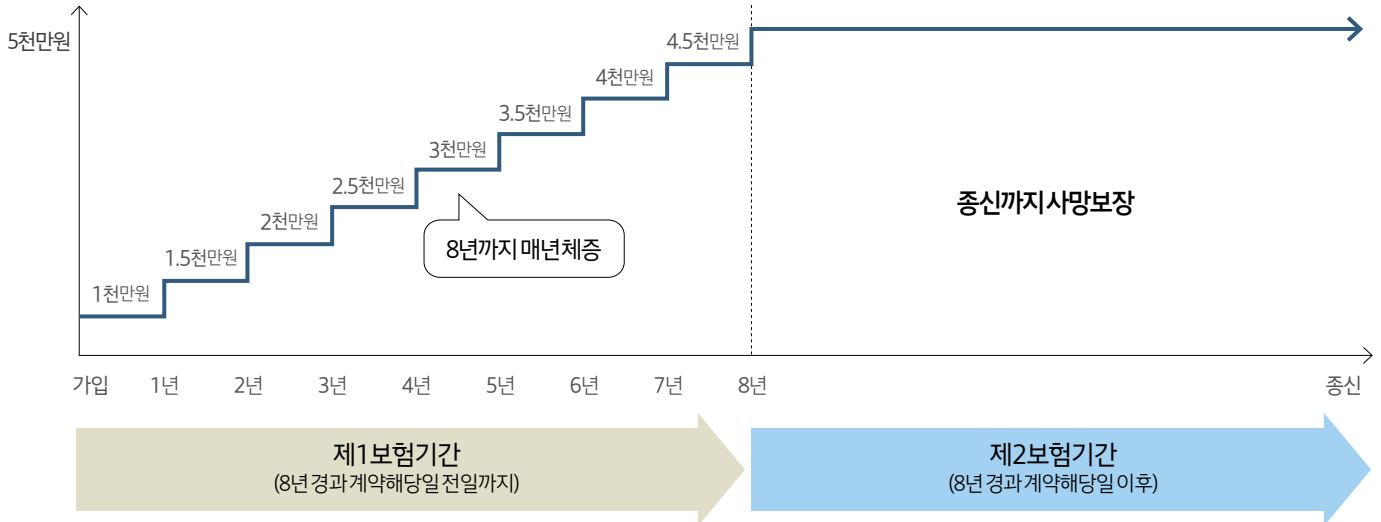 5천만원
4.5천만원
4천만원
3.5천만원
3천만원
2.5천만원
2천만원
1.5천만원
1천만원
8년까지 매년 체증
종신까지 사망보장
가입 1년 2년 3년 4년 5년 6년 7년 8년 종신
제1보험기간
(8년 경과 계약해당일 전일까지)
제2보험기간
(8년 경과 계약해당일 이후)